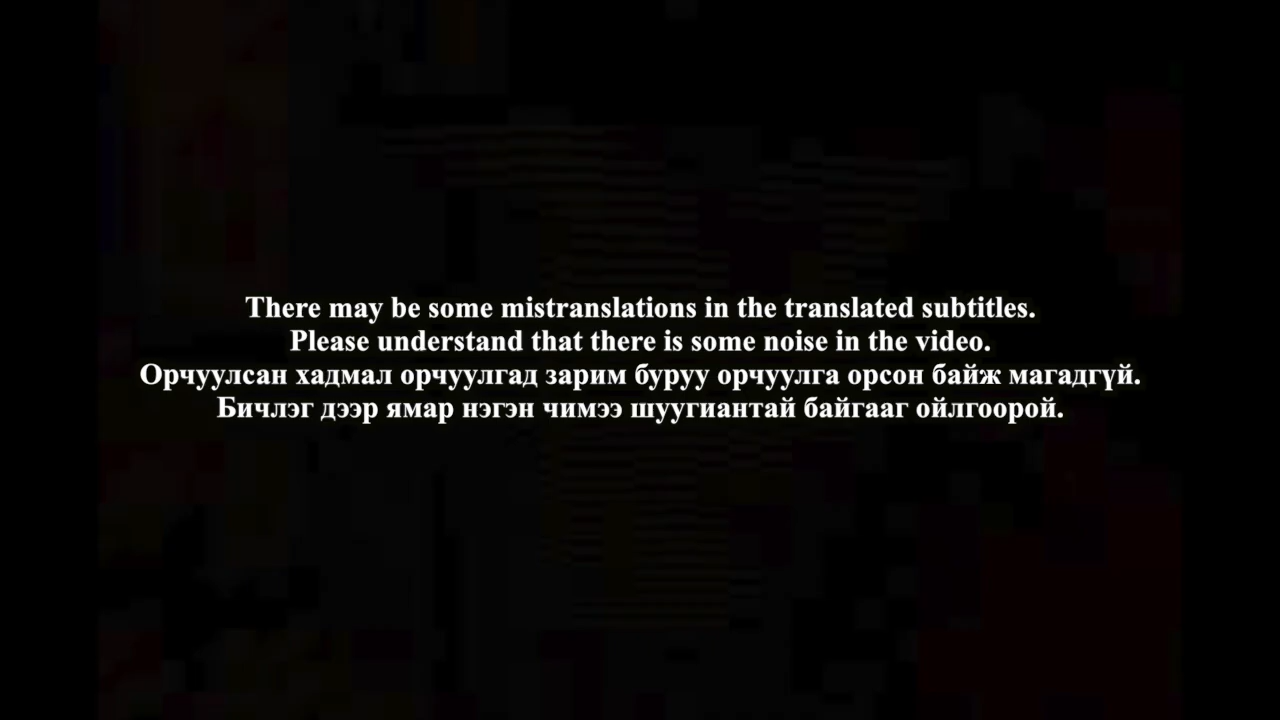 There may be some mistranslations in the translated subtitles.
Please understand that there is some noise in the video.
Орчуулсан хадмал орчуулгад зарим буруу орчуулга орсон байж магадгүй.
Бичлэг дээр ямар нэгэн чимээ шуугиантай байгааг ойлгоорой.